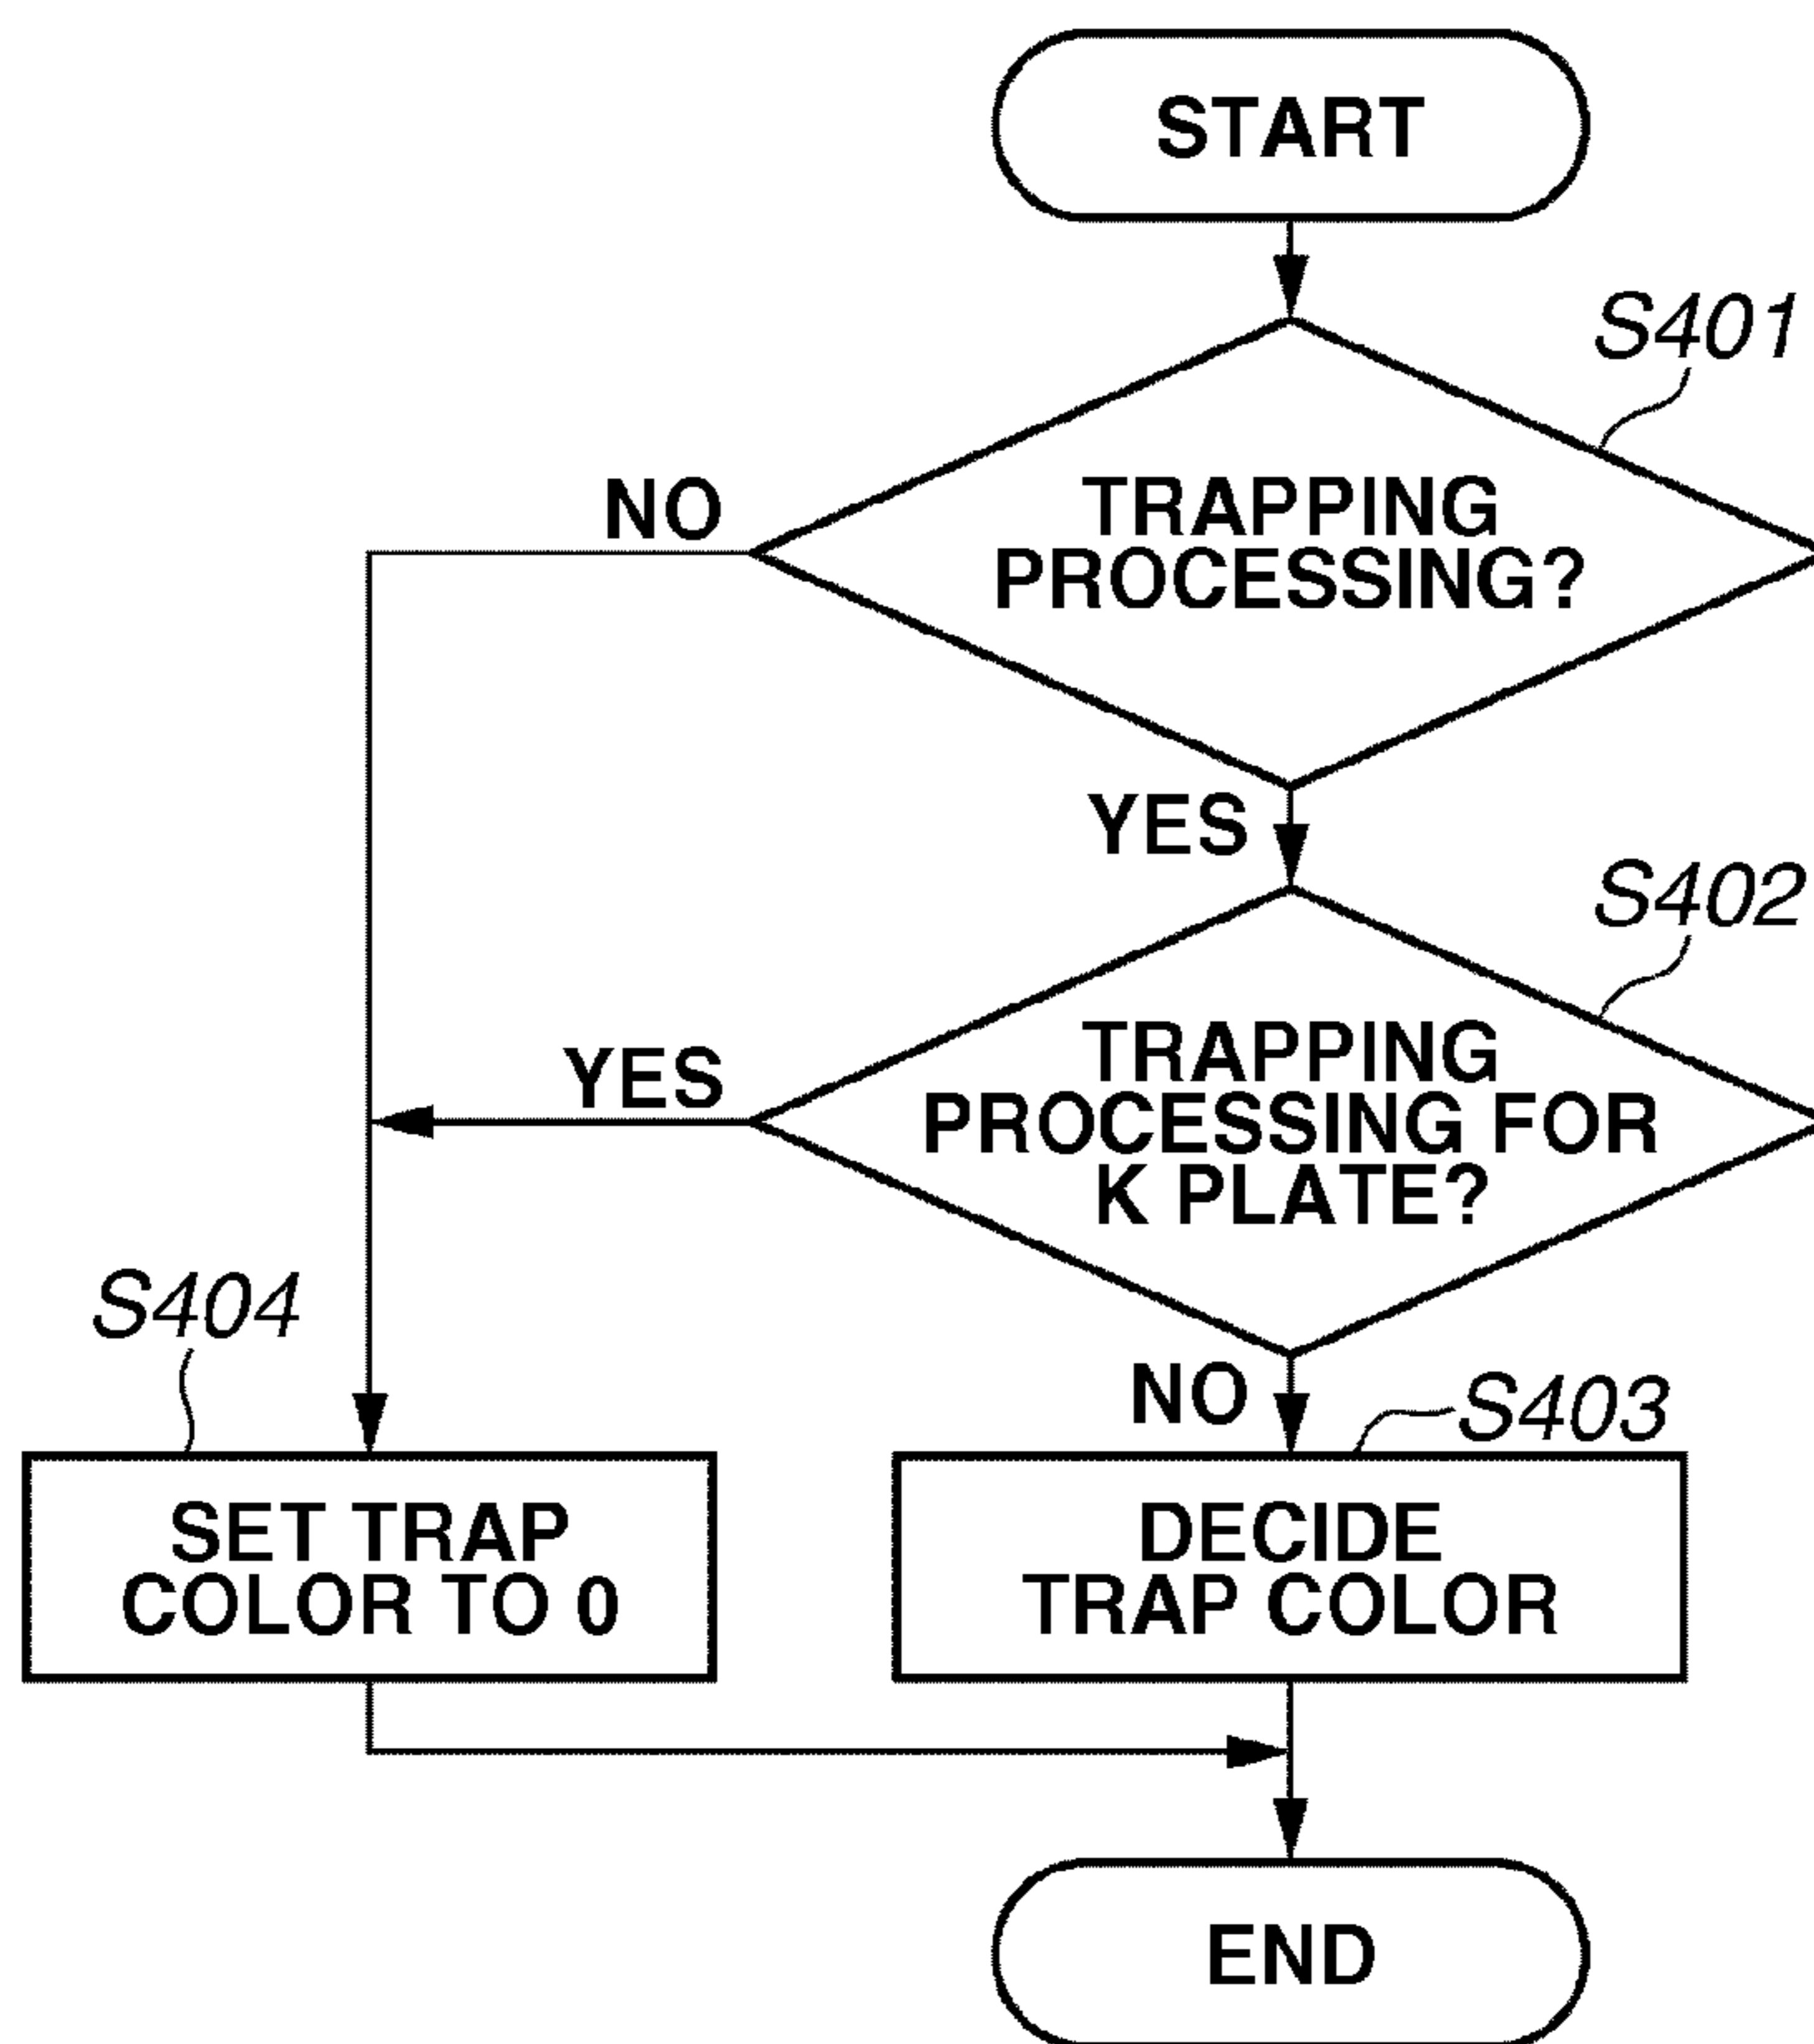 START
S401
NO
TRAPPING
PROCESSING?
YES
S402
YES
TRAPPING
PROCESSING FOR
K PLATE?
S404
NO
S403
SET TRAP
COLOR TO 0
DECIDE
TRAP COLOR
END